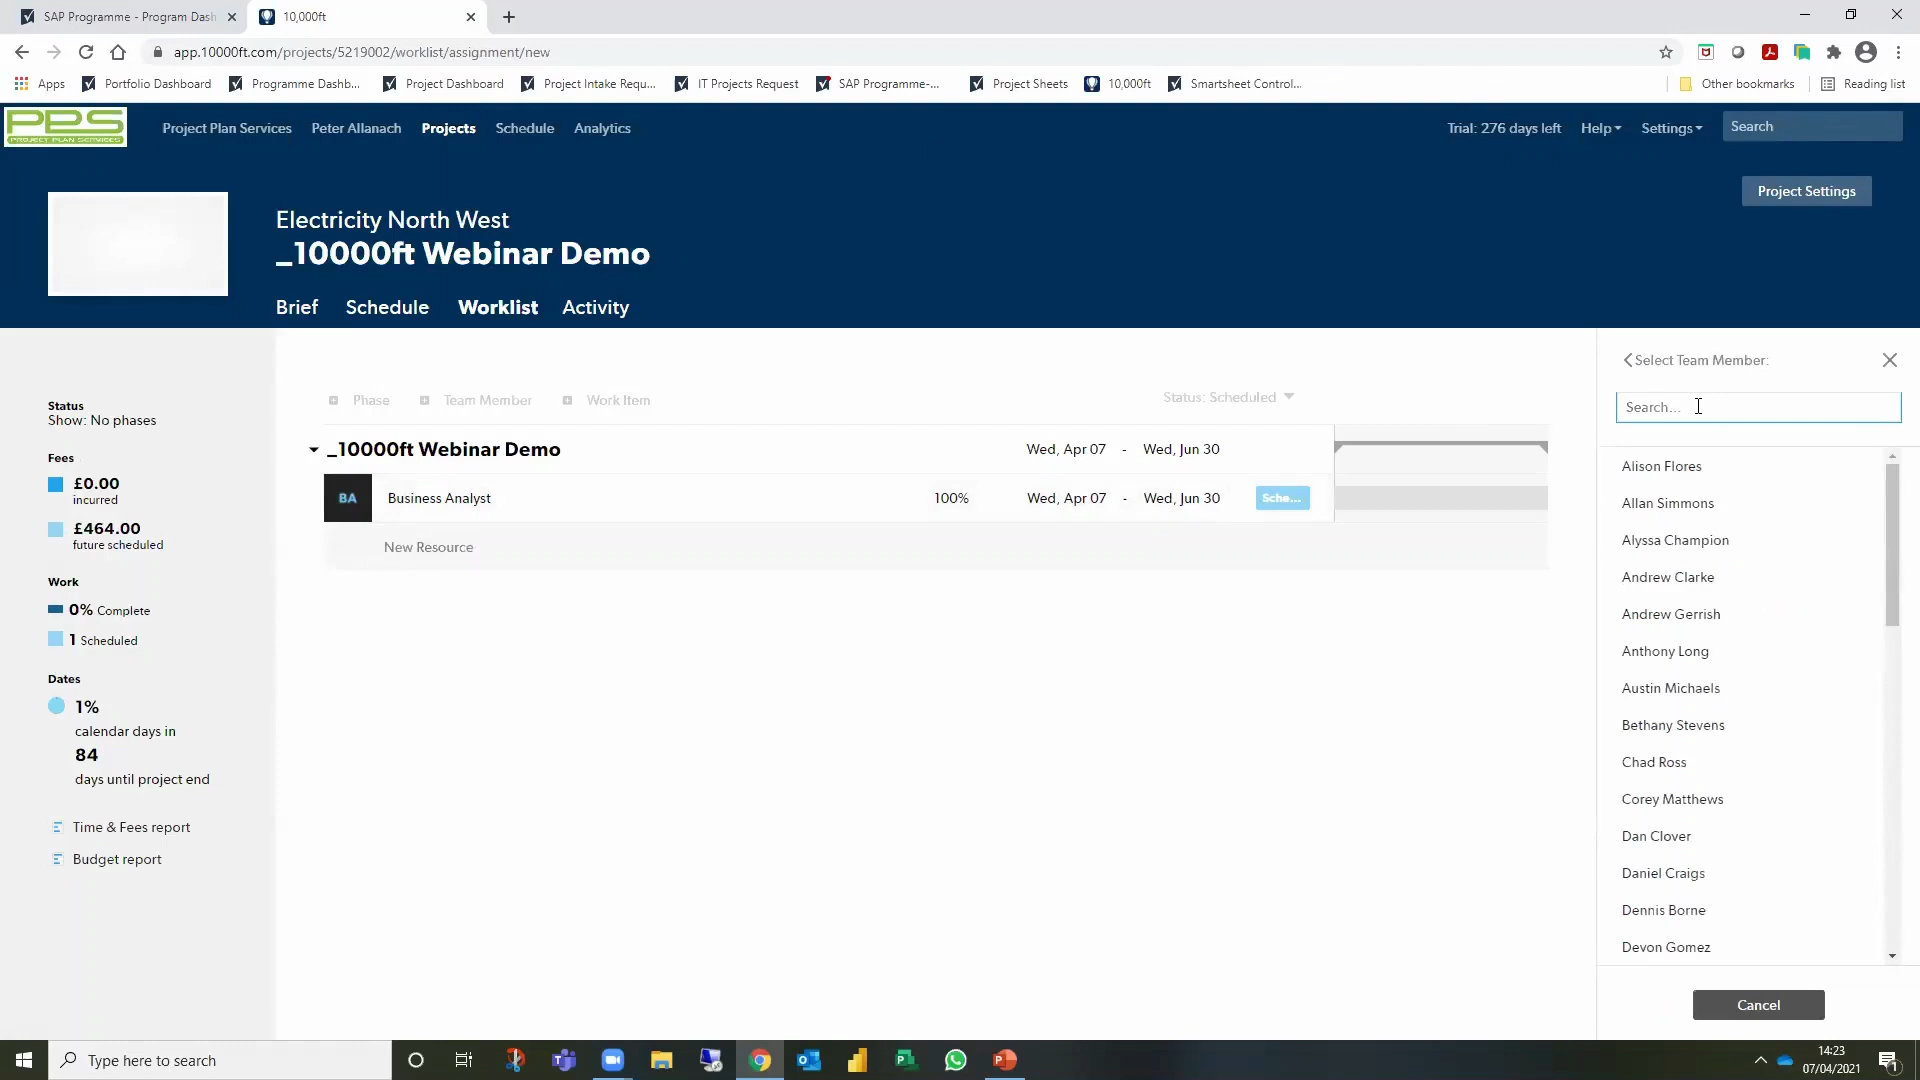 SAP Programme - Program Dash
10,000ft
app.10000ft.com/projects/5219002/worklist/assignment/new
Apps
Portfolio Dashboard
Programme Dashb...
Project Dashboard
Project Intake Requ...
IT Projects Request
SAP Programme-...
Project Sheets
10,000ft
Smartsheet Control...
Other bookmarks
Reading list
PPS
PROJECT PLAN SERVICES
Project Plan Services
Peter Allanach
Projects
Schedule
Analytics
Trial: 276 days left
Help
Settings
Search
Project Settings
Electricity North West
_10000ft Webinar Demo
Brief
Schedule
Worklist
Activity
Status
Show: No phases
Fees
£0.00
incurred
£464.00
future scheduled
Work
0% Complete
1 Scheduled
Dates
1%
calendar days in
84
days until project end
Time & Fees report
Budget report
Phase
Team Member
Work Item
Status: Scheduled
_10000ft Webinar Demo
Wed, Apr 07 - Wed, Jun 30
BA
Business Analyst
100%
Wed, Apr 07 - Wed, Jun 30
Sche...
New Resource
Select Team Member:
Search...
Alison Flores
Allan Simmons
Alyssa Champion
Andrew Clarke
Andrew Gerrish
Anthony Long
Austin Michaels
Bethany Stevens
Chad Ross
Corey Matthews
Dan Clover
Daniel Craigs
Dennis Borne
Devon Gomez
Cancel
Type here to search
14:23
07/04/2021
1